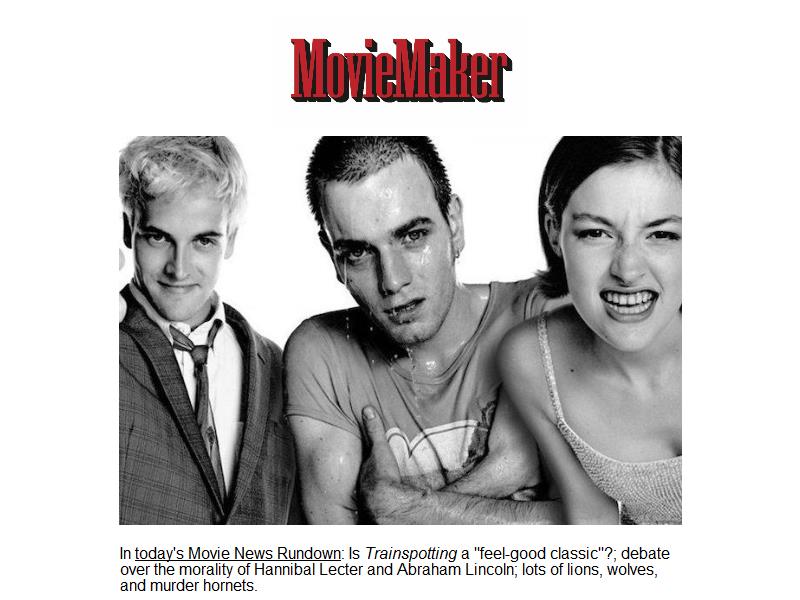 MovieMaker
In today's Movie News Rundown: Is Trainspotting a "feel-good classic"?; debate
over the morality of Hannibal Lecter and Abraham Lincoln; lots of lions, wolves,
and murder hornets.